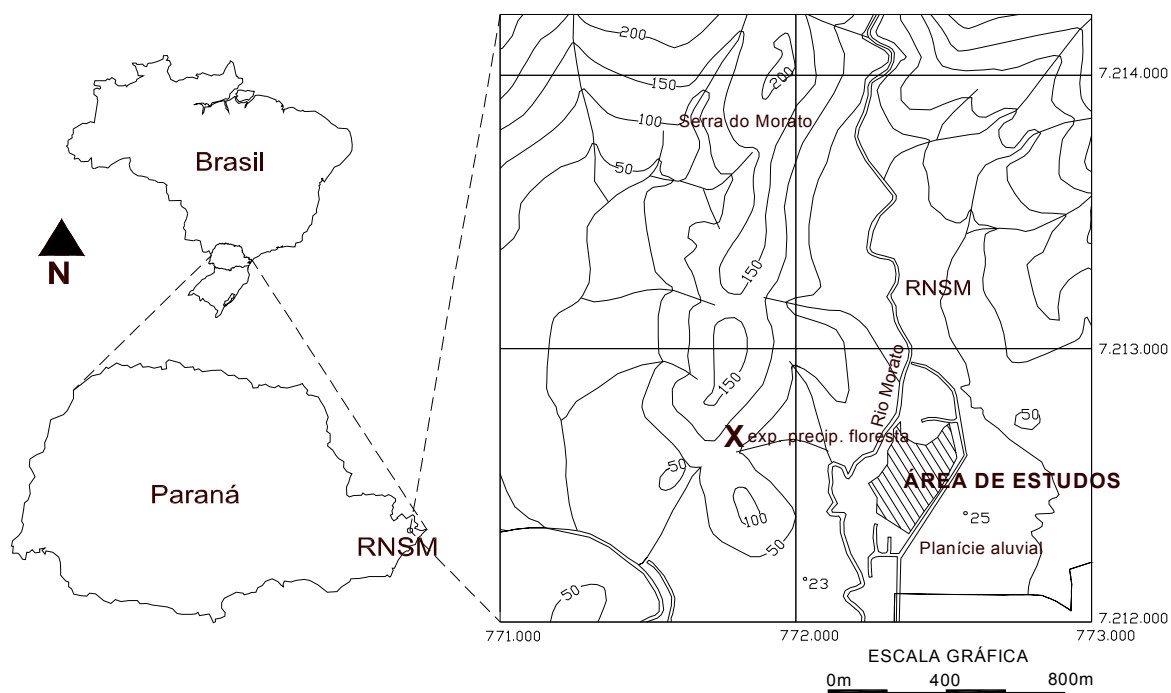 Brasil
N
Paraná
RNSM
200
150
100
50
200
Serra do Morato
150
RNSM
150
Rio Morato
50
X exp. precip. floresta
ÁREA DE ESTUDOS
50
100
°25
50
Planície aluvial
°23
50
7.214.000
7.213.000
7.212.000
771.000
772.000
773.000
ESCALA GRÁFICA
0m 400 800m